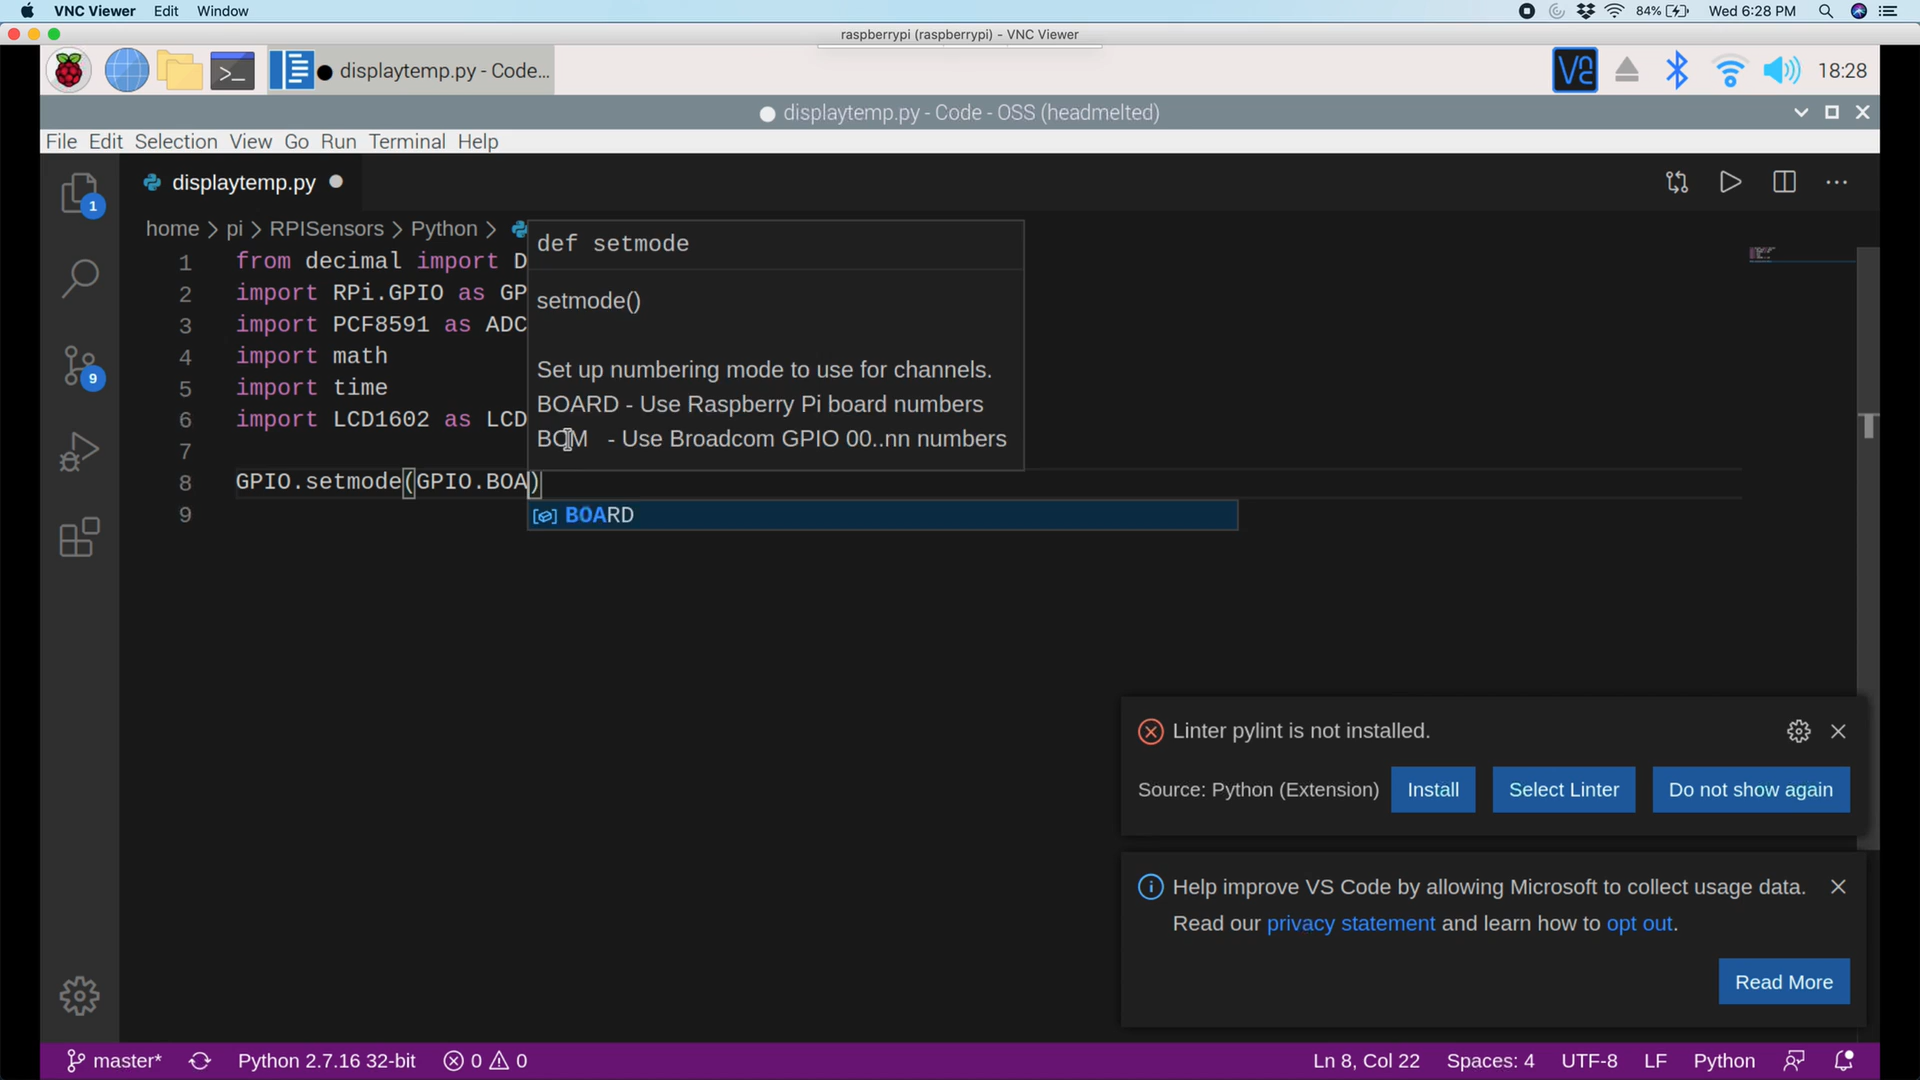 VNC Viewer Edit Window 84% Wed 6:28 PM
raspberrypi (raspberrypi) - VNC Viewer
displaytemp.py - Code... 18:28
displaytemp.py - Code - OSS (headmelted)
File Edit Selection View Go Run Terminal Help
displaytemp.py
home > pi > RPISensors > Python >
def setmode
setmode()
Set up numbering mode to use for channels.
BOARD - Use Raspberry Pi board numbers
BCM - Use Broadcom GPIO 00..nn numbers
1 from decimal import D
2 import RPi.GPIO as GP
3 import PCF8591 as ADC
4 import math
5 import time
6 import LCD1602 as LCD
7
8 GPIO.setmode(GPIO.BOA)
9
BOARD
1
9
Linter pylint is not installed.
Source: Python (Extension) Install Select Linter Do not show again
Help improve VS Code by allowing Microsoft to collect usage data.
Read our privacy statement and learn how to opt out.
Read More
master* Python 2.7.16 32-bit 0 0 Ln 8, Col 22 Spaces: 4 UTF-8 LF Python